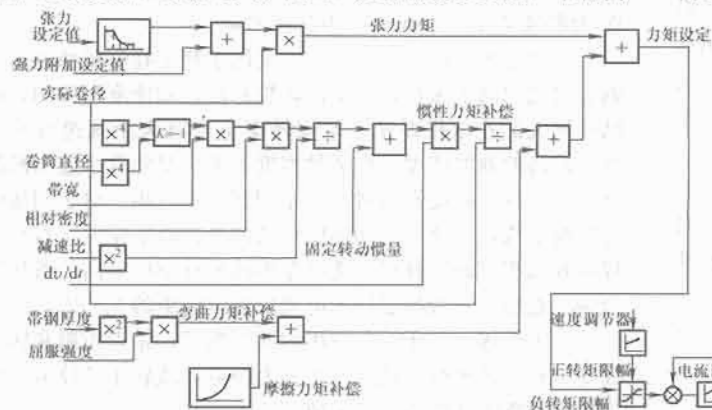 张力
设定值
+
×
张力力矩
+
力矩设定
强力附加设定值
实际卷径
惯性力矩补偿
×⁴
×
×
÷
+
×
÷
+
卷筒直径
×⁴
带宽
相对密度
减速比
×²
固定转动惯量
dv/dt
带钢厚度
×²
×
弯曲力矩补偿
+
屈服强度
摩擦力矩补偿
速度调节器
正转矩限幅
负转矩限幅
电流